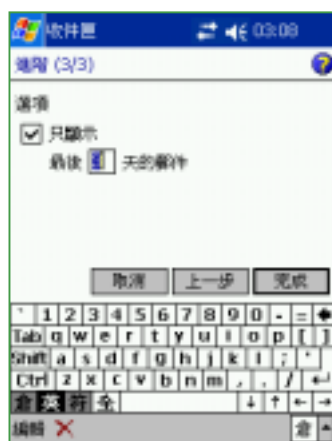 收件匣 03:08
進階 (3/3)
選項
只顯示
最後 天的郵件
取消 上一步 完成
` 1 2 3 4 5 6 7 8 9 0 - =
Tab q w e r t y u i o p [ ]
Shift a s d f g h j k l ; '
Ctrl z x c v b n m , . /
倉 英 符 全
編輯 倉